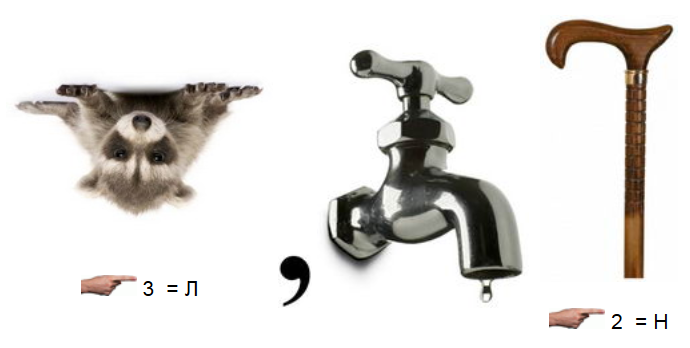 3 = Л
,
2 = Н